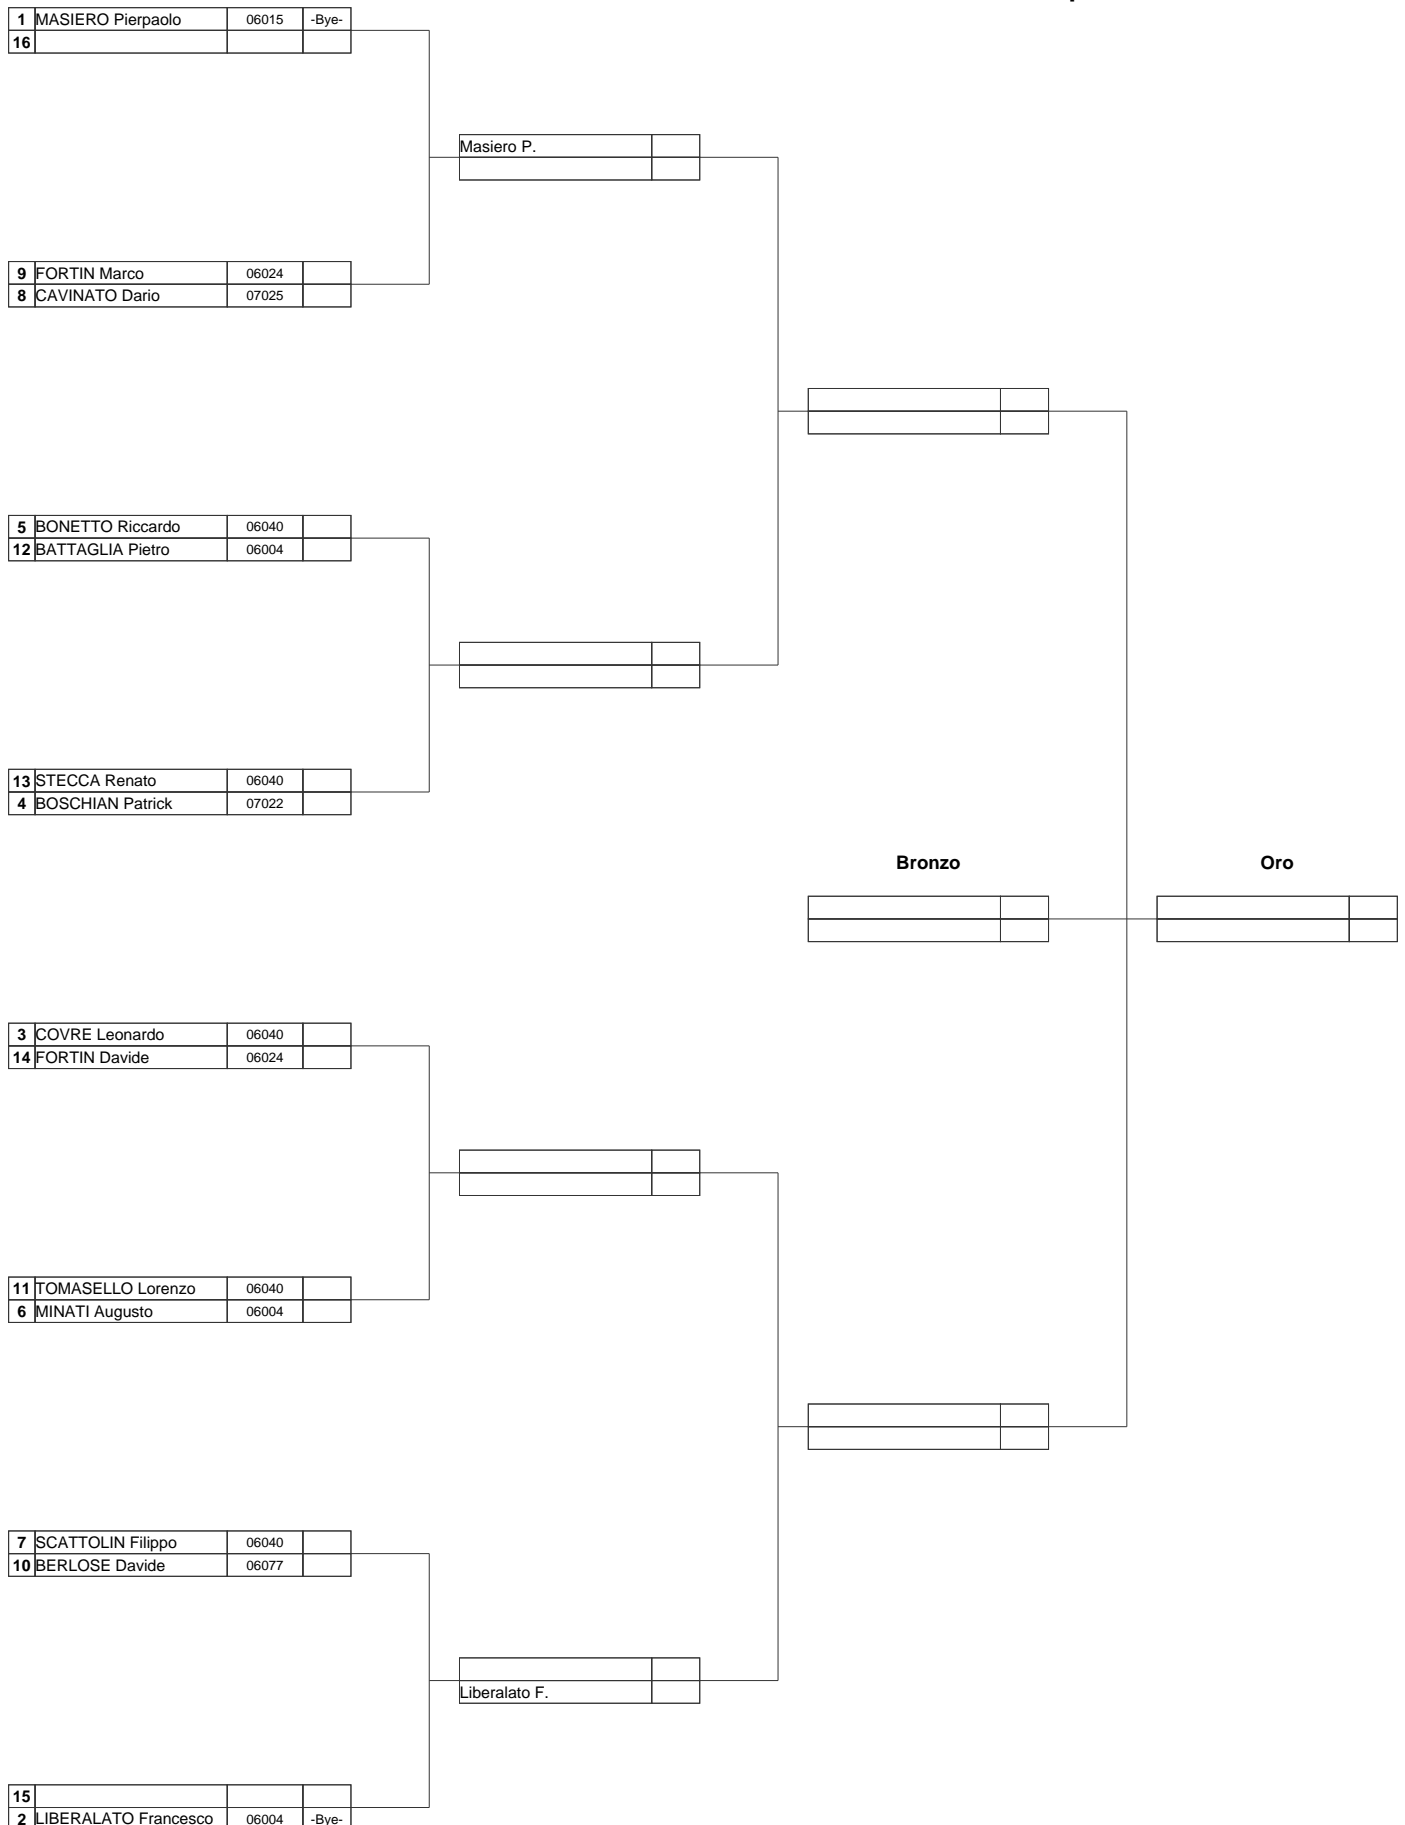 1 MASIERO Pierpaolo 06015 -Bye-
16
Masiero P.
9 FORTIN Marco 06024
8 CAVINATO Dario 07025
5 BONETTO Riccardo 06040
12 BATTAGLIA Pietro 06004
13 STECCA Renato 06040
4 BOSCHIAN Patrick 07022
Bronzo Oro
3 COVRE Leonardo 06040
14 FORTIN Davide 06024
11 TOMASELLO Lorenzo 06040
6 MINATI Augusto 06004
7 SCATTOLIN Filippo 06040
10 BERLOSE Davide 06077
Liberalato F.
15
2 LIBERALATO Francesco 06004 -Bye-